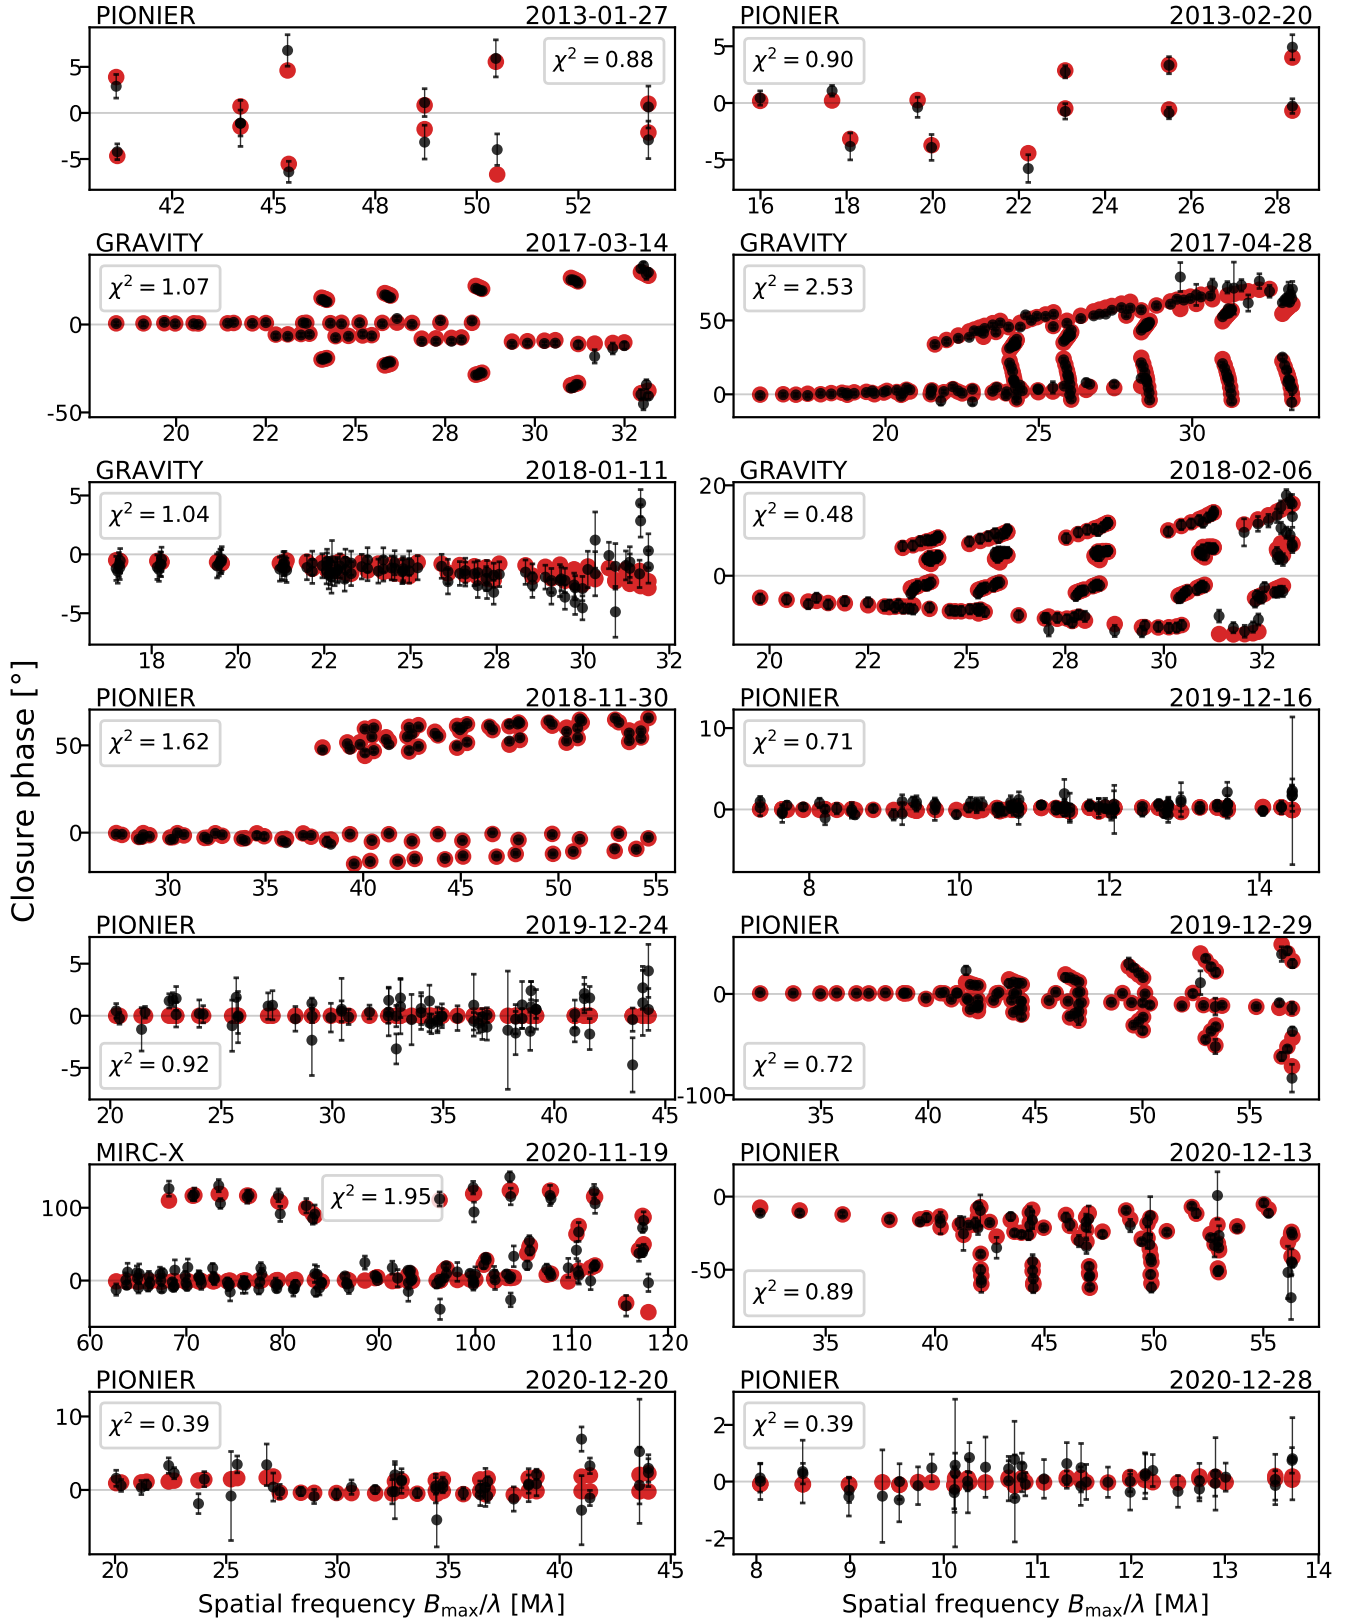 PIONIER 2013-01-27
χ² = 0.88
5
0
-5
42 45 48 50 52
PIONIER 2013-02-20
χ² = 0.90
5
0
-5
16 18 20 22 24 26 28
GRAVITY 2017-03-14
χ² = 1.07
0
-50
20 22 25 28 30 32
GRAVITY 2017-04-28
χ² = 2.53
50
0
20 25 30
GRAVITY 2018-01-11
χ² = 1.04
5
0
-5
18 20 22 25 28 30 32
GRAVITY 2018-02-06
χ² = 0.48
20
0
20 22 25 28 30 32
Closure phase [°]
PIONIER 2018-11-30
χ² = 1.62
50
0
30 35 40 45 50 55
PIONIER 2019-12-16
χ² = 0.71
10
0
8 10 12 14
PIONIER 2019-12-24
χ² = 0.92
5
0
-5
20 25 30 35 40 45
PIONIER 2019-12-29
χ² = 0.72
0
-100
35 40 45 50 55
MIRC-X 2020-11-19
χ² = 1.95
100
0
60 70 80 90 100 110 120
PIONIER 2020-12-13
χ² = 0.89
0
-50
35 40 45 50 55
PIONIER 2020-12-20
χ² = 0.39
10
0
20 25 30 35 40 45
Spatial frequency Bmax/λ [Mλ]
PIONIER 2020-12-28
χ² = 0.39
2
0
-2
8 9 10 11 12 13 14
Spatial frequency Bmax/λ [Mλ]